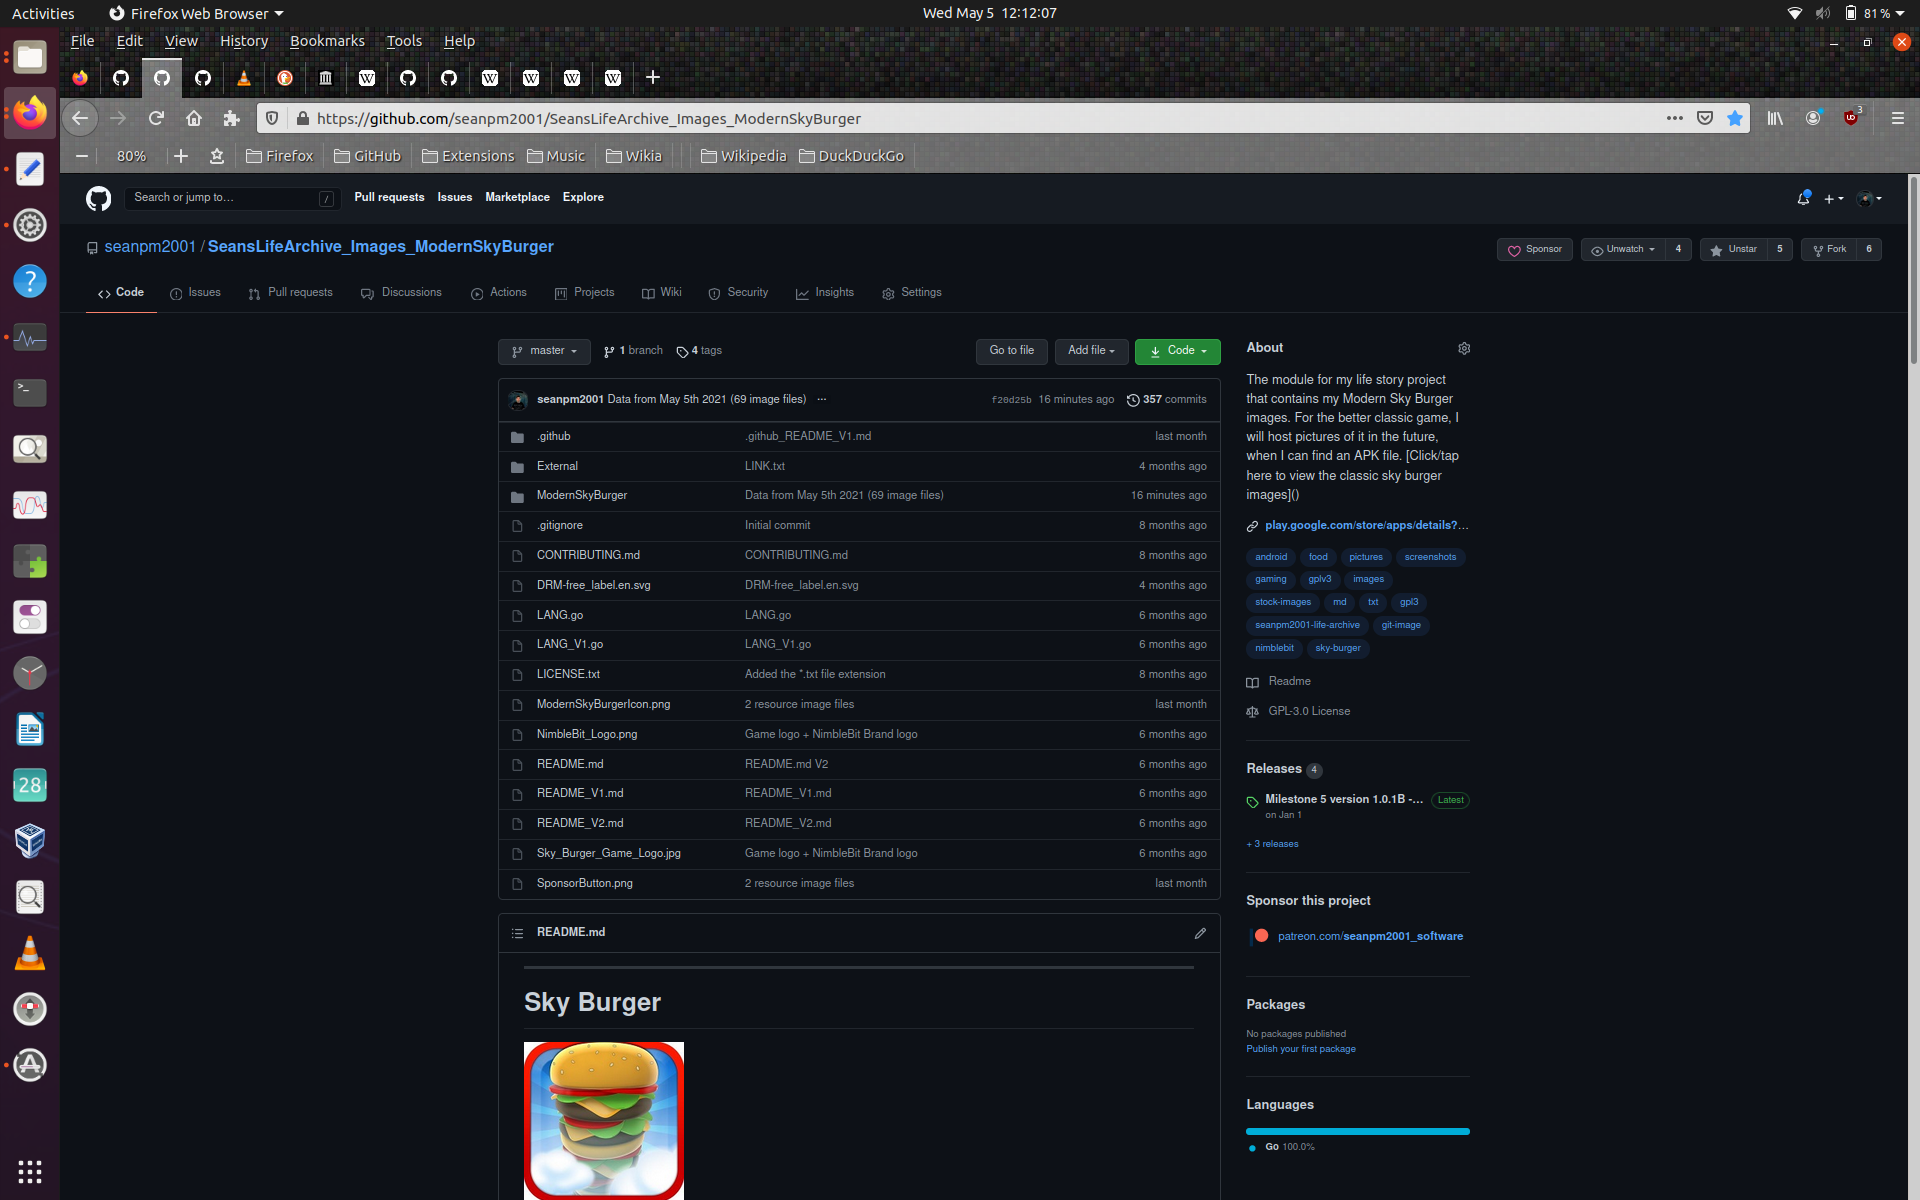 Activities Firefox Web Browser Wed May 5 12:12:07 81 %
File Edit View History Bookmarks Tools Help
https://github.com/seanpm2001/SeansLifeArchive_Images_ModernSkyBurger 3
80% Firefox GitHub Extensions Music Wikia Wikipedia DuckDuckGo
Search or jump to… / Pull requests Issues Marketplace Explore
seanpm2001 / SeansLifeArchive_Images_ModernSkyBurger Sponsor Unwatch 4 Unstar 5 Fork 6
Code Issues Pull requests Discussions Actions Projects Wiki Security Insights Settings
master 1 branch 4 tags Go to file Add file Code
seanpm2001 Data from May 5th 2021 (69 image files) ... f20d25b 16 minutes ago 357 commits
.github .github_README_V1.md last month
External LINK.txt 4 months ago
ModernSkyBurger Data from May 5th 2021 (69 image files) 16 minutes ago
.gitignore Initial commit 8 months ago
CONTRIBUTING.md CONTRIBUTING.md 8 months ago
DRM-free_label.en.svg DRM-free_label.en.svg 4 months ago
LANG.go LANG.go 6 months ago
LANG_V1.go LANG_V1.go 6 months ago
LICENSE.txt Added the *.txt file extension 8 months ago
ModernSkyBurgerIcon.png 2 resource image files last month
NimbleBit_Logo.png Game logo + NimbleBit Brand logo 6 months ago
README.md README.md V2 6 months ago
README_V1.md README_V1.md 6 months ago
README_V2.md README_V2.md 6 months ago
Sky_Burger_Game_Logo.jpg Game logo + NimbleBit Brand logo 6 months ago
SponsorButton.png 2 resource image files last month
README.md
Sky Burger
About
The module for my life story project
that contains my Modern Sky Burger
images. For the better classic game, I
will host pictures of it in the future,
when I can find an APK file. [Click/tap
here to view the classic sky burger
images]()
play.google.com/store/apps/details?...
android food pictures screenshots
gaming gplv3 images
stock-images md txt gpl3
seanpm2001-life-archive git-image
nimblebit sky-burger
Readme
GPL-3.0 License
Releases 4
Milestone 5 version 1.0.1B -... Latest
on Jan 1
+ 3 releases
Sponsor this project
patreon.com/seanpm2001_software
Packages
No packages published
Publish your first package
Languages
Go 100.0%
28